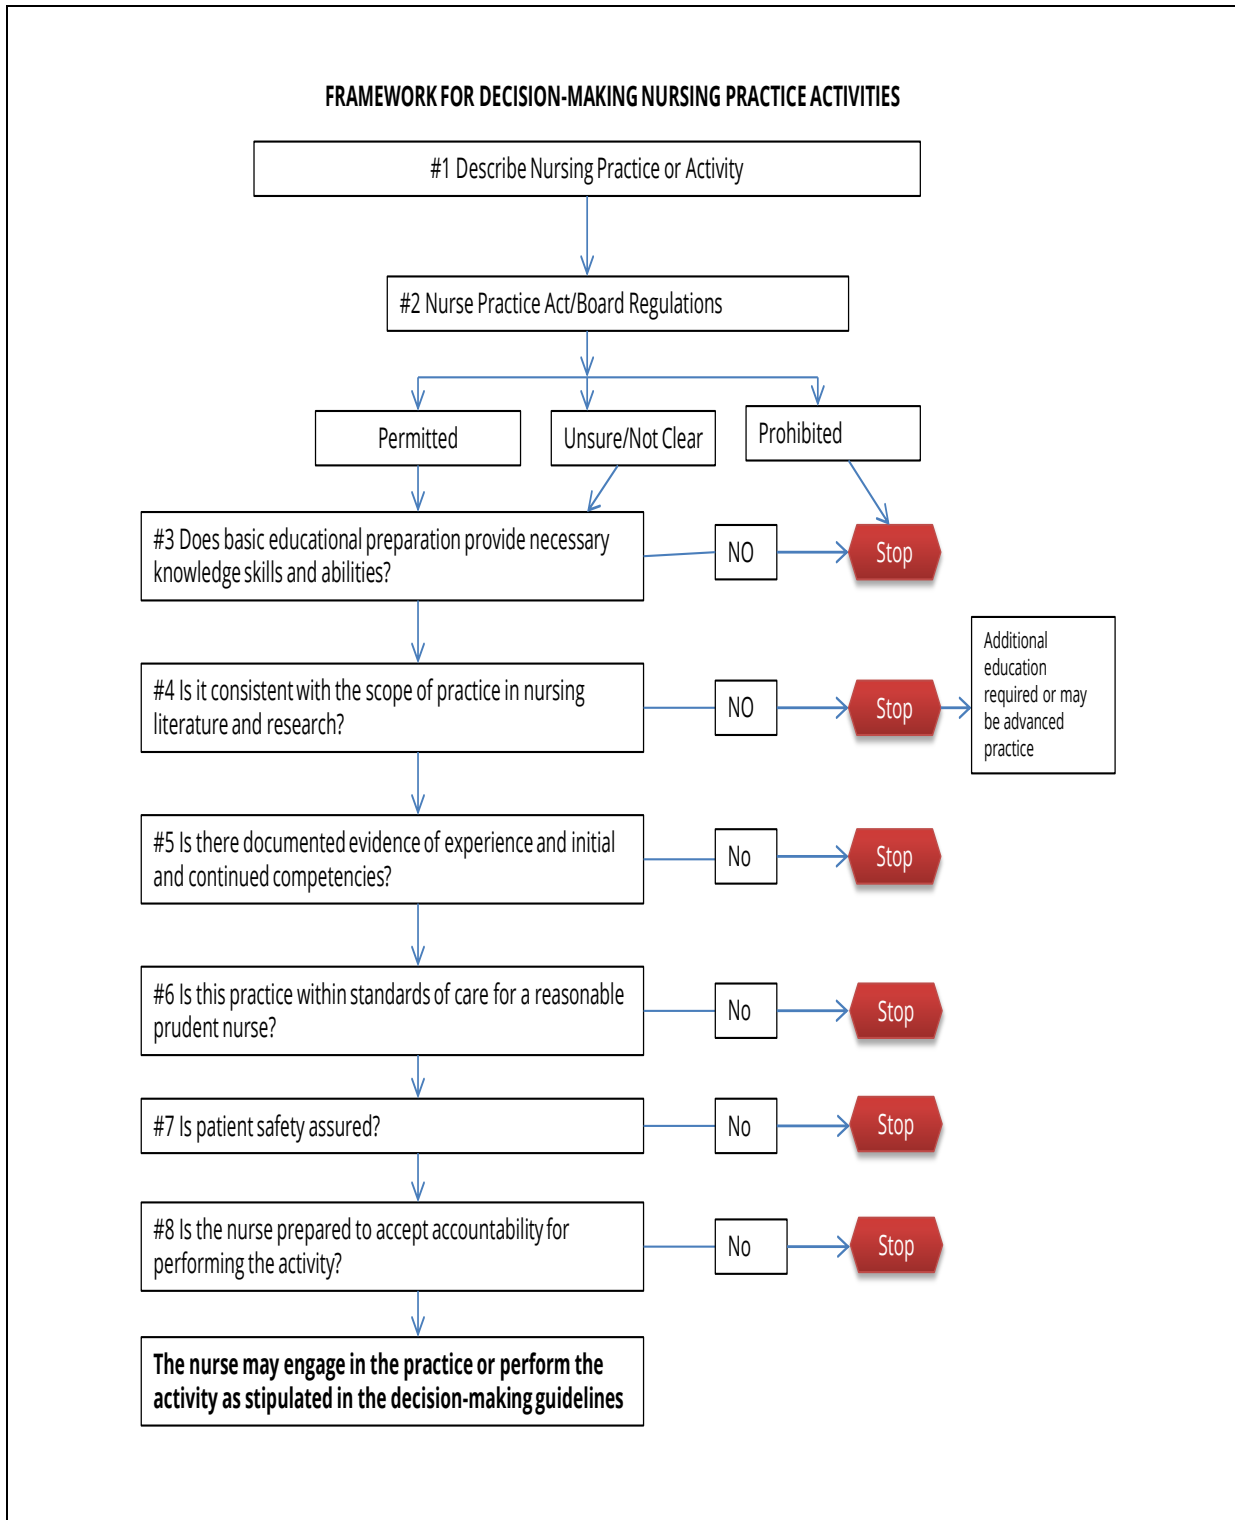 FRAMEWORK FOR DECISION-MAKING NURSING PRACTICE ACTIVITIES
#1 Describe Nursing Practice or Activity
#2 Nurse Practice Act/Board Regulations
Permitted
Unsure/Not Clear
Prohibited
#3 Does basic educational preparation provide necessary
knowledge skills and abilities?
NO
Stop
#4 Is it consistent with the scope of practice in nursing
literature and research?
NO
Stop
Additional
education
required or may
be advanced
practice
#5 Is there documented evidence of experience and initial
and continued competencies?
No
Stop
#6 Is this practice within standards of care for a reasonable
prudent nurse?
No
Stop
#7 Is patient safety assured?
No
Stop
#8 Is the nurse prepared to accept accountability for
performing the activity?
No
Stop
The nurse may engage in the practice or perform the
activity as stipulated in the decision-making guidelines